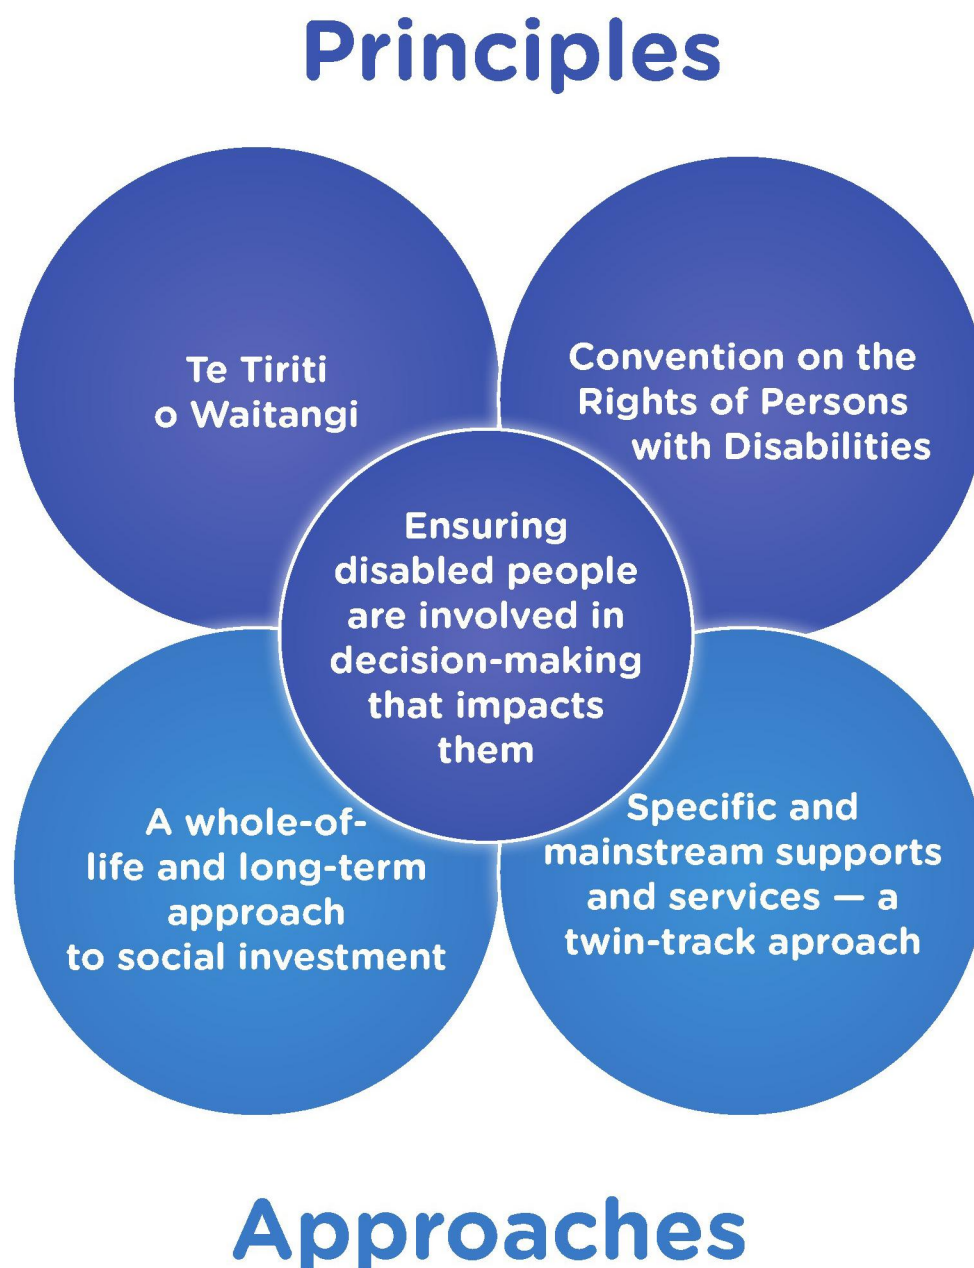 Principles
Te Tiriti
o Waitangi
Convention on the
Rights of Persons
with Disabilities
Ensuring
disabled people
are involved in
decision-making
that impacts
them
A whole-of-
life and long-term
approach
to social investment
Specific and
mainstream supports
and services — a
twin-track aproach
Approaches